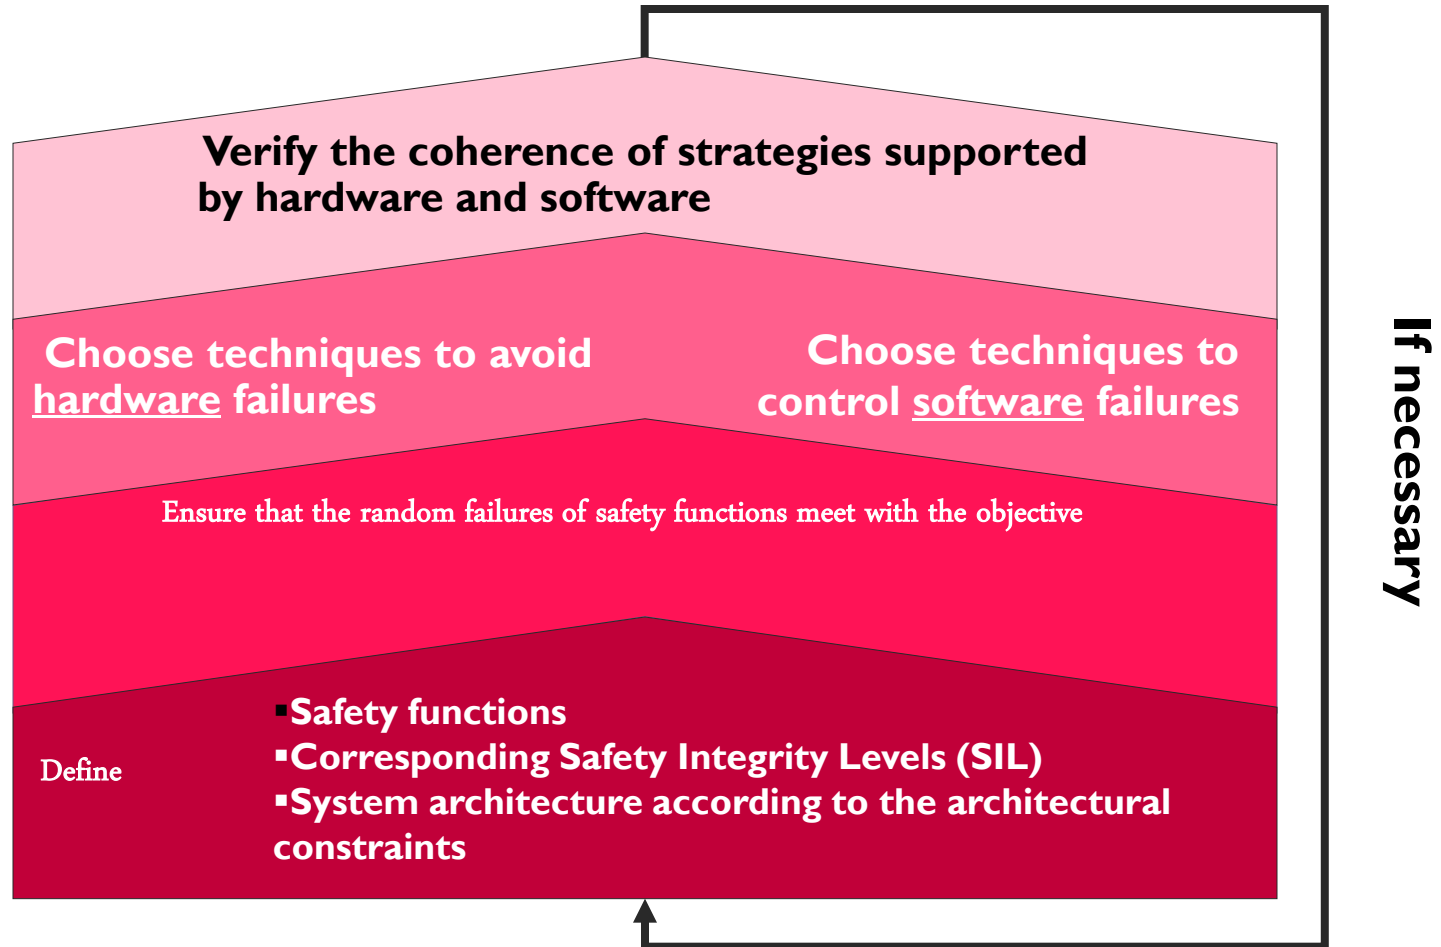 Verify the coherence of strategies supported
by hardware and software
Choose techniques to avoid
hardware failures
Choose techniques to
control software failures
Ensure that the random failures of safety functions meet with the objective
Define
▪Safety functions
▪Corresponding Safety Integrity Levels (SIL)
▪System architecture according to the architectural
constraints
If necessary